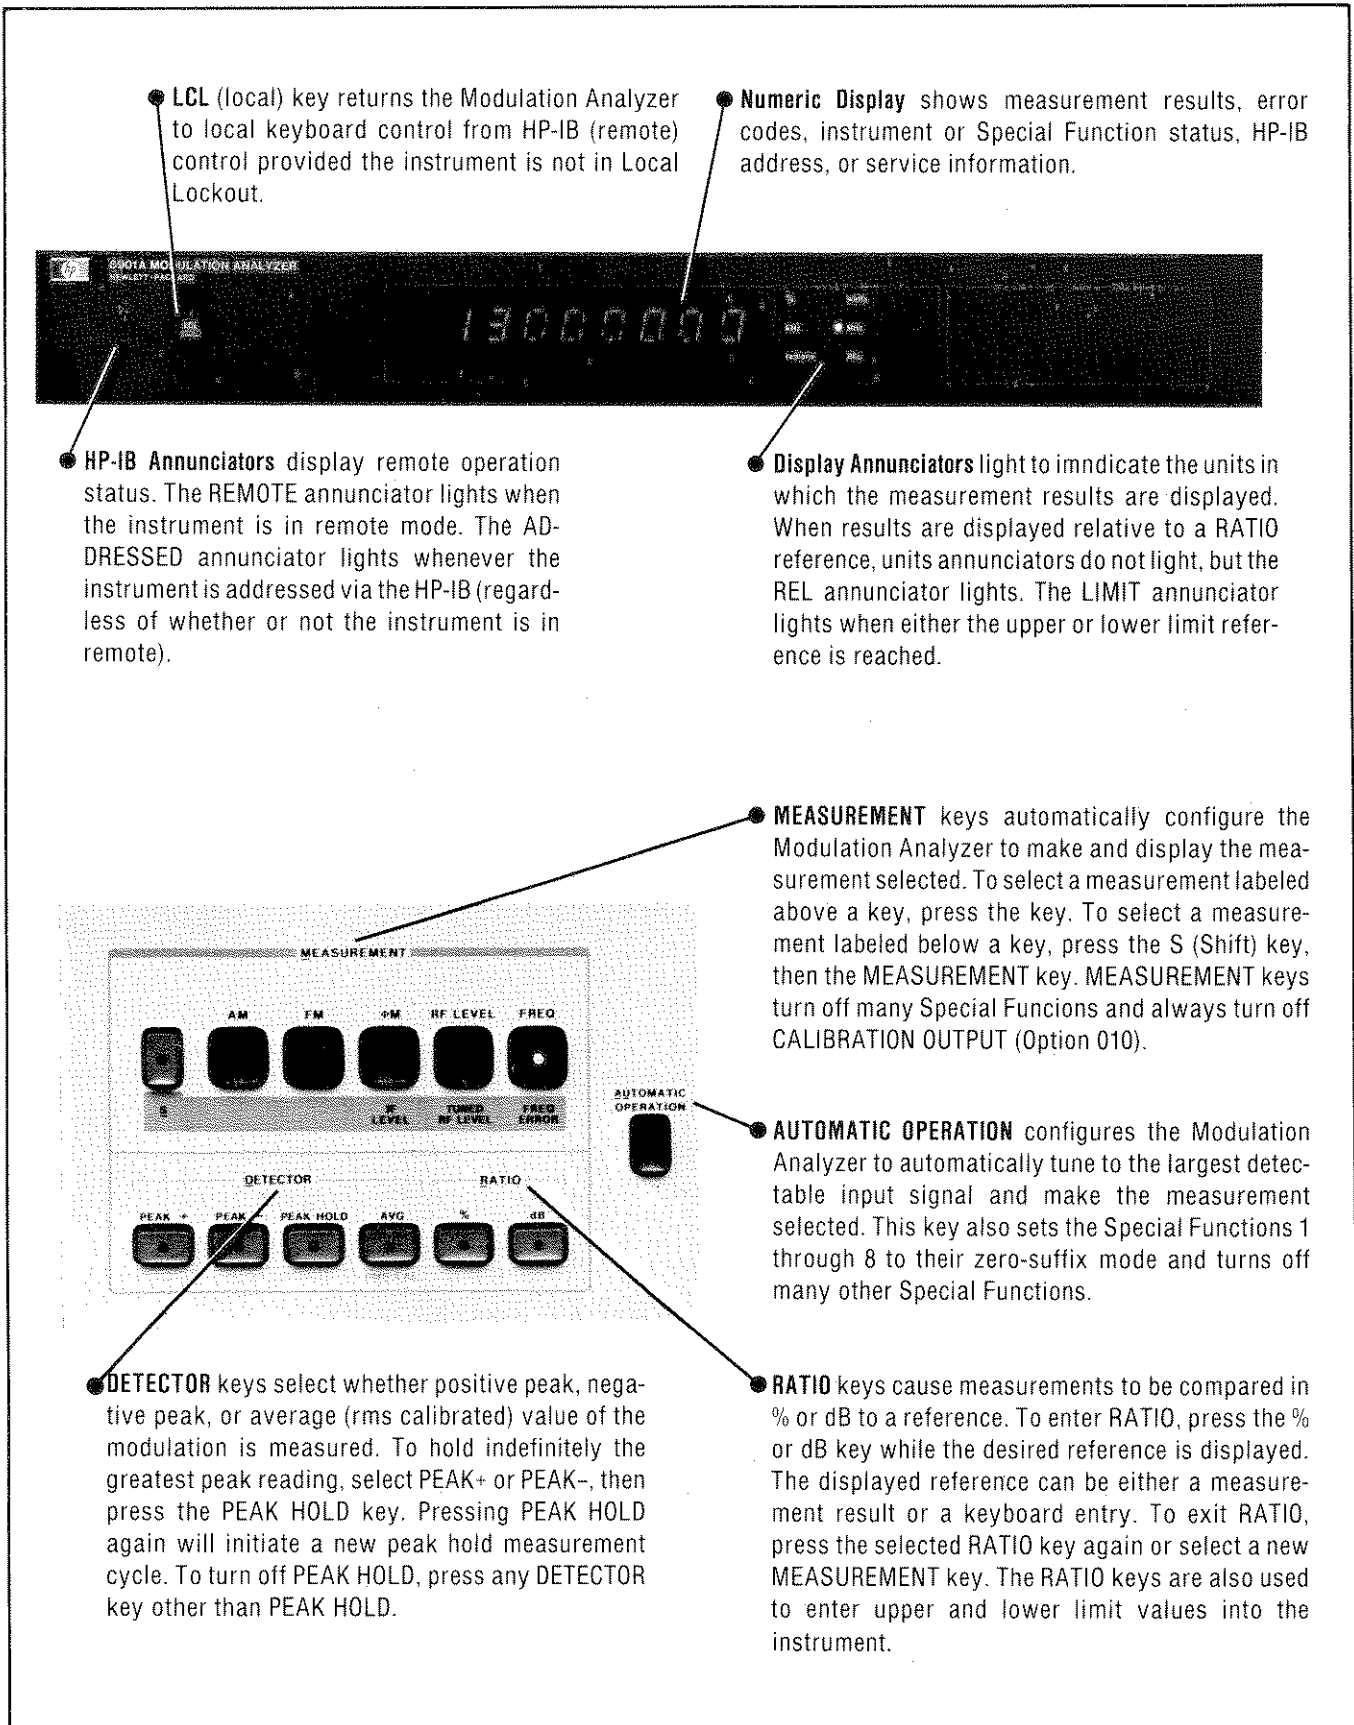 LCL (local) key returns the Modulation Analyzer
to local keyboard control from HP-IB (remote)
control provided the instrument is not in Local
Lockout.
Numeric Display shows measurement results, error
codes, instrument or Special Function status, HP-IB
address, or service information.
hp
8901A MODULATION ANALYZER
HEWLETT-PACKARD
13000000
HP-IB Annunciators display remote operation
status. The REMOTE annunciator lights when
the instrument is in remote mode. The AD-
DRESSED annunciator lights whenever the
instrument is addressed via the HP-IB (regard-
less of whether or not the instrument is in
remote).
Display Annunciators light to imndicate the units in
which the measurement results are displayed.
When results are displayed relative to a RATIO
reference, units annunciators do not light, but the
REL annunciator lights. The LIMIT annunciator
lights when either the upper or lower limit refer-
ence is reached.
MEASUREMENT keys automatically configure the
Modulation Analyzer to make and display the mea-
surement selected. To select a measurement labeled
above a key, press the key. To select a measure-
ment labeled below a key, press the S (Shift) key,
then the MEASUREMENT key. MEASUREMENT keys
turn off many Special Funcions and always turn off
CALIBRATION OUTPUT (Option 010).
MEASUREMENT
AM FM ΦM RF LEVEL FREQ
S IF LEVEL TUNED RF LEVEL FREQ ERROR
AUTOMATIC
OPERATION
DETECTOR RATIO
PEAK + PEAK - PEAK HOLD AVG % dB
AUTOMATIC OPERATION configures the Modulation
Analyzer to automatically tune to the largest detec-
table input signal and make the measurement
selected. This key also sets the Special Functions 1
through 8 to their zero-suffix mode and turns off
many other Special Functions.
DETECTOR keys select whether positive peak, nega-
tive peak, or average (rms calibrated) value of the
modulation is measured. To hold indefinitely the
greatest peak reading, select PEAK+ or PEAK-, then
press the PEAK HOLD key. Pressing PEAK HOLD
again will initiate a new peak hold measurement
cycle. To turn off PEAK HOLD, press any DETECTOR
key other than PEAK HOLD.
RATIO keys cause measurements to be compared in
% or dB to a reference. To enter RATIO, press the %
or dB key while the desired reference is displayed.
The displayed reference can be either a measure-
ment result or a keyboard entry. To exit RATIO,
press the selected RATIO key again or select a new
MEASUREMENT key. The RATIO keys are also used
to enter upper and lower limit values into the
instrument.